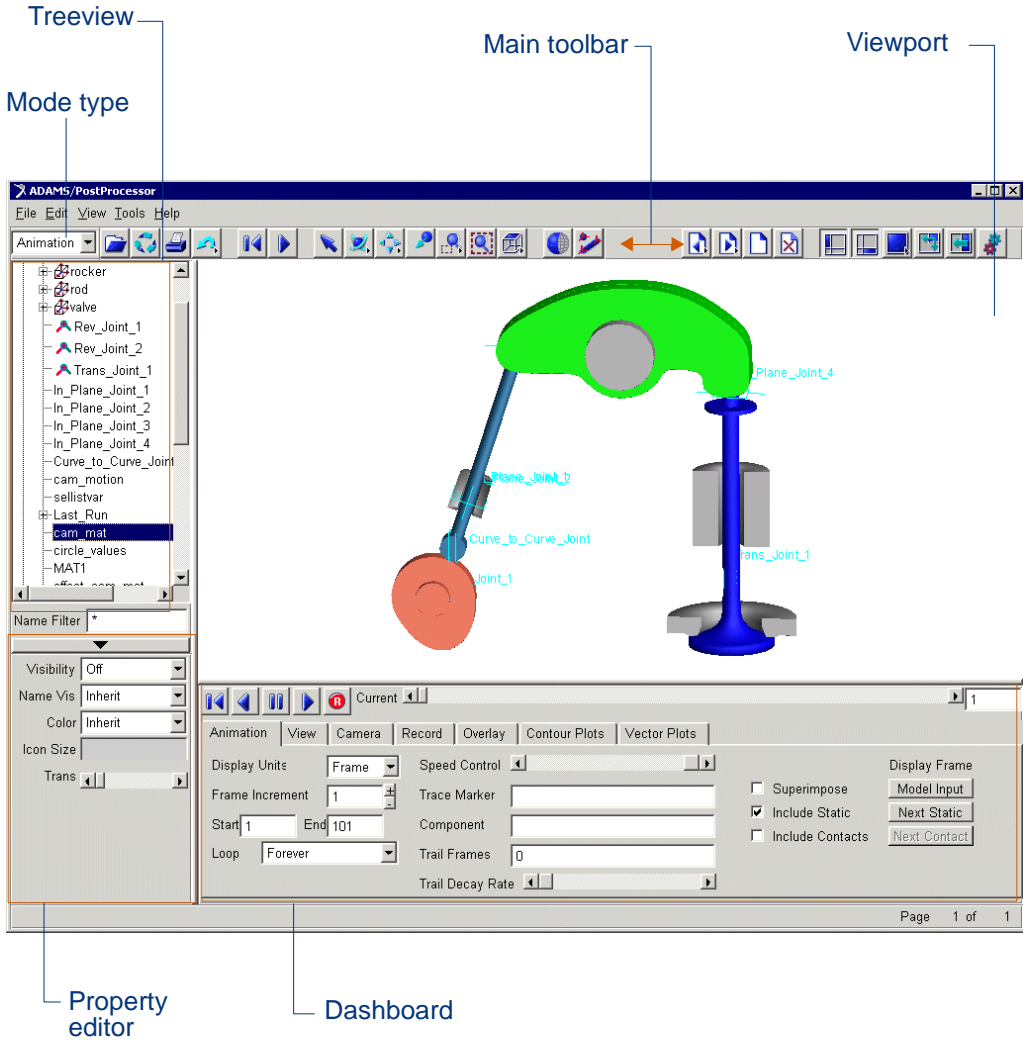 Treeview
Main toolbar
Viewport
Mode type
ADAMS/PostProcessor
File Edit View Tools Help
Animation
rocker
rod
valve
Rev_Joint_1
Rev_Joint_2
Trans_Joint_1
In_Plane_Joint_1
In_Plane_Joint_2
In_Plane_Joint_3
In_Plane_Joint_4
Curve_to_Curve_Joint
cam_motion
sellistvar
Last_Run
cam_mat
circle_values
MAT1
Name Filter *
_Plane_Joint_4
Curve_to_Curve_Joint
Joint_1
rans_Joint_1
Visibility Off
Name Vis Inherit
Color Inherit
Icon Size
Trans
R Current 1
Animation View Camera Record Overlay Contour Plots Vector Plots
Display Units Frame Speed Control Display Frame
Frame Increment 1 + - Trace Marker Superimpose Model Input
Start 1 End 101 Component Include Static Next Static
Loop Forever Trail Frames 0 Include Contacts Next Contact
Trail Decay Rate
Page 1 of 1
Property
editor
Dashboard